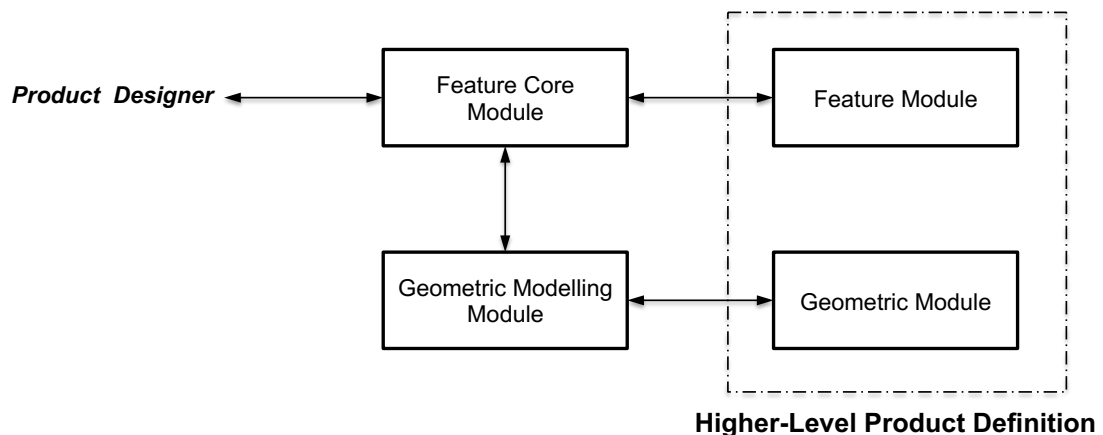 Product Designer
Feature Core
Module
Feature Module
Geometric Modelling
Module
Geometric Module
Higher-Level Product Definition